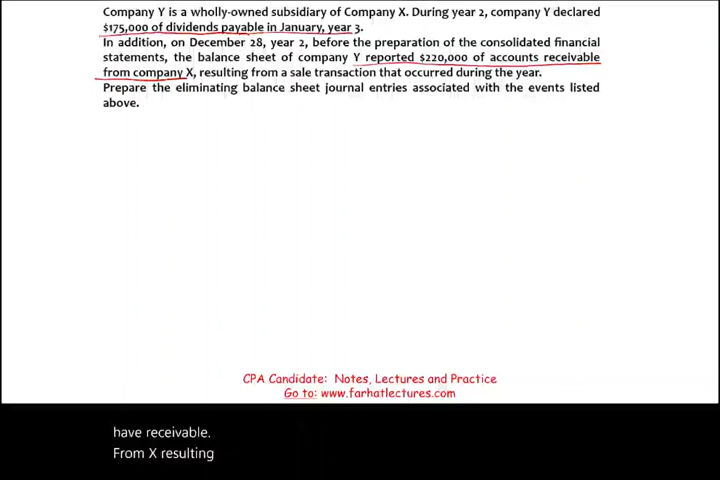 Company Y is a wholly-owned subsidiary of Company X. During year 2, company Y declared
$175,000 of dividends payable in January, year 3.
In addition, on December 28, year 2, before the preparation of the consolidated financial
statements, the balance sheet of company Y reported $220,000 of accounts receivable
from company X, resulting from a sale transaction that occurred during the year.
Prepare the eliminating balance sheet journal entries associated with the events listed
above.
CPA Candidate: Notes, Lectures and Practice
Go to: www.farhatlectures.com
have receivable.
From X resulting